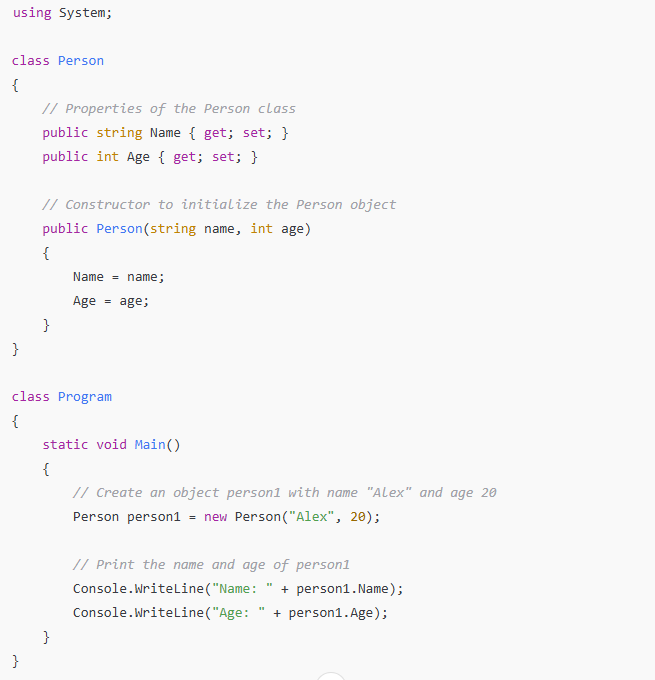 using System;
class Person
{
// Properties of the Person class
public string Name { get; set; }
public int Age { get; set; }
// Constructor to initialize the Person object
public Person(string name, int age)
{
Name = name;
Age = age;
}
}
class Program
{
static void Main()
{
// Create an object person1 with name "Alex" and age 20
Person person1 = new Person("Alex", 20);
// Print the name and age of person1
Console.WriteLine("Name: " + person1.Name);
Console.WriteLine("Age: " + person1.Age);
}
}